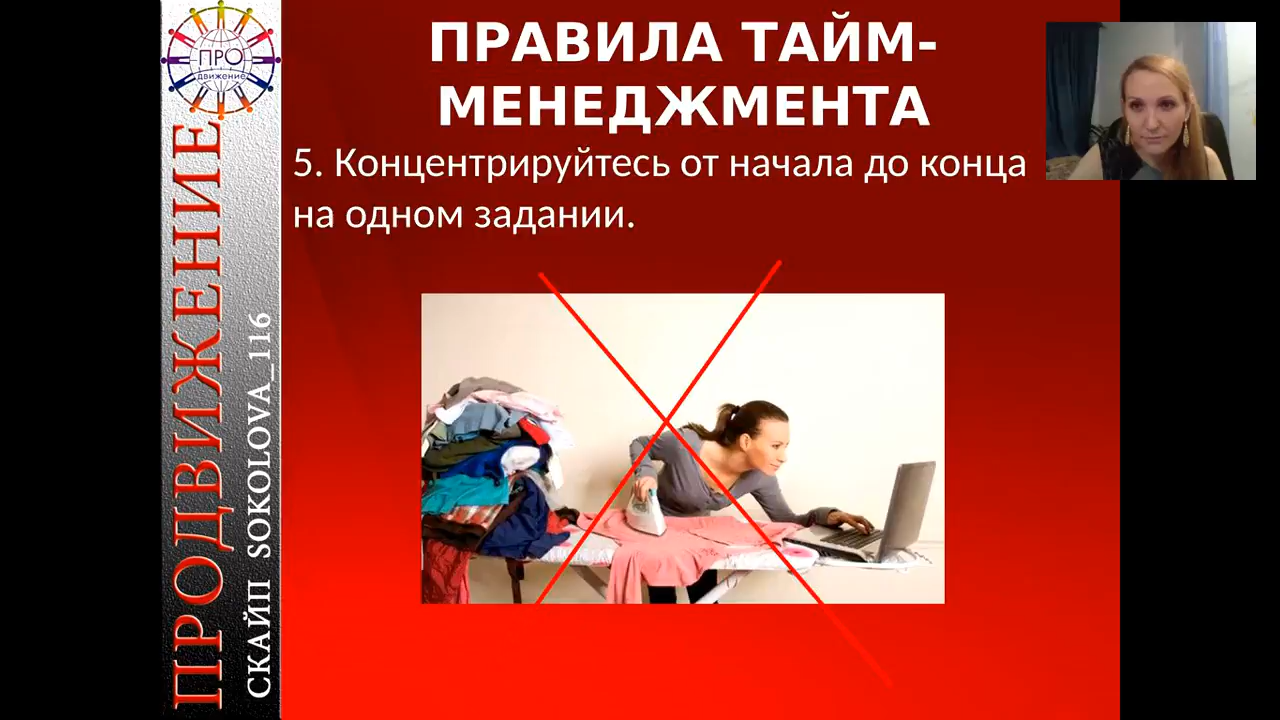 ПРО
движение
ПРОДВИЖЕНИЕ
СКАЙП SOKOLOVA_116
ПРАВИЛА ТАЙМ-
МЕНЕДЖМЕНТА
5. Концентрируйтесь от начала до конца
на одном задании.